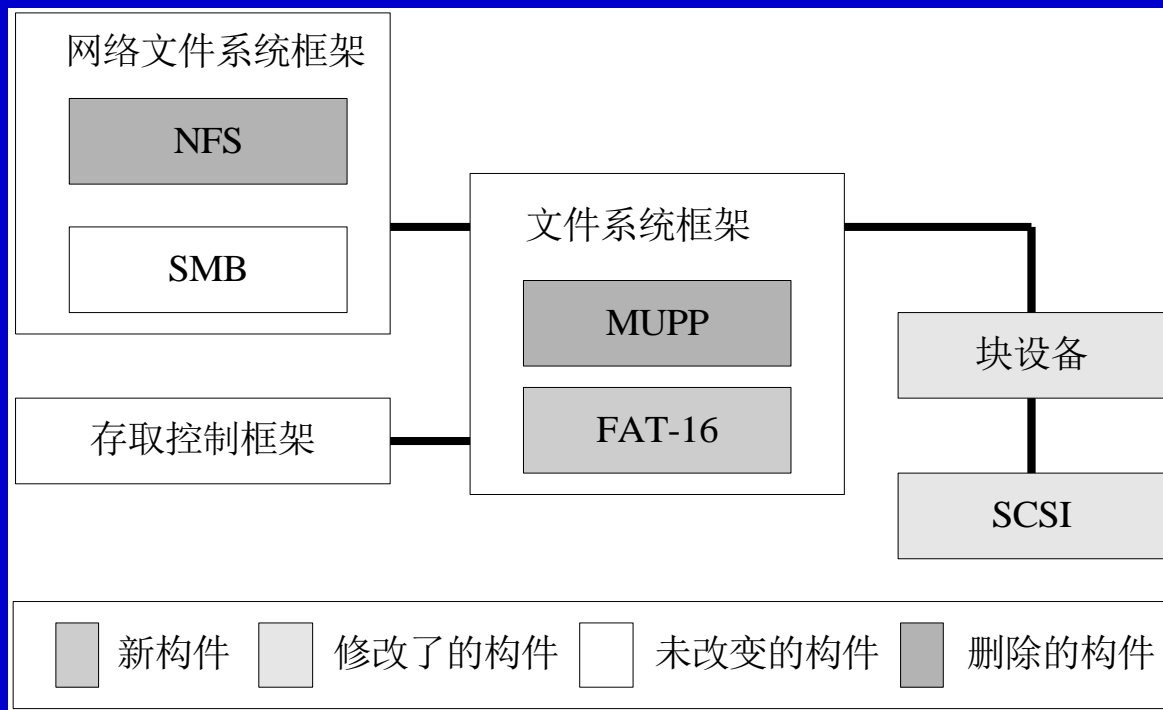 网络文件系统框架
NFS
SMB
文件系统框架
MUPP
FAT-16
块设备
存取控制框架
SCSI
新构件
修改了的构件
未改变的构件
删除的构件